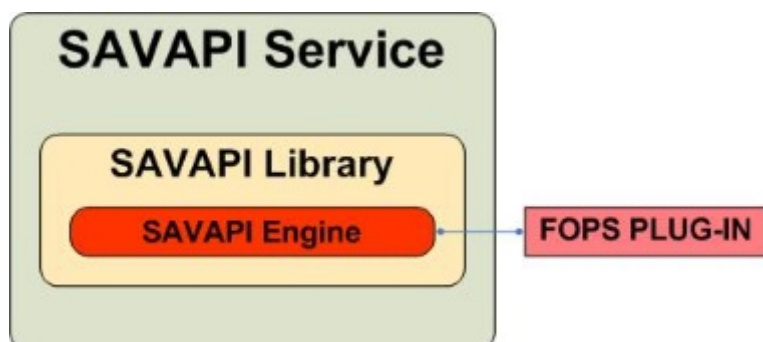 SAVAPI Service
SAVAPI Library
SAVAPI Engine
FOPS PLUG-IN